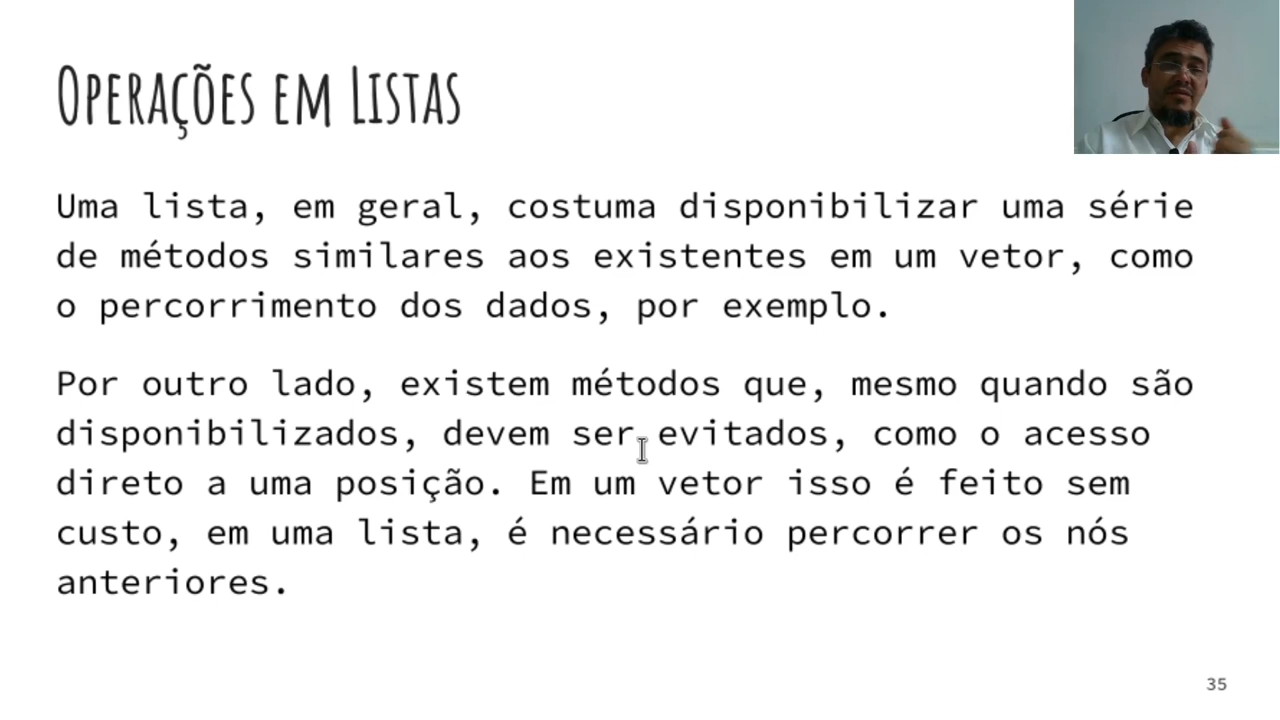 Operações em Listas
Uma lista, em geral, costuma disponibilizar uma série
de métodos similares aos existentes em um vetor, como
o percorrimento dos dados, por exemplo.
Por outro lado, existem métodos que, mesmo quando são
disponibilizados, devem ser evitados, como o acesso
direto a uma posição. Em um vetor isso é feito sem
custo, em uma lista, é necessário percorrer os nós
anteriores.
35